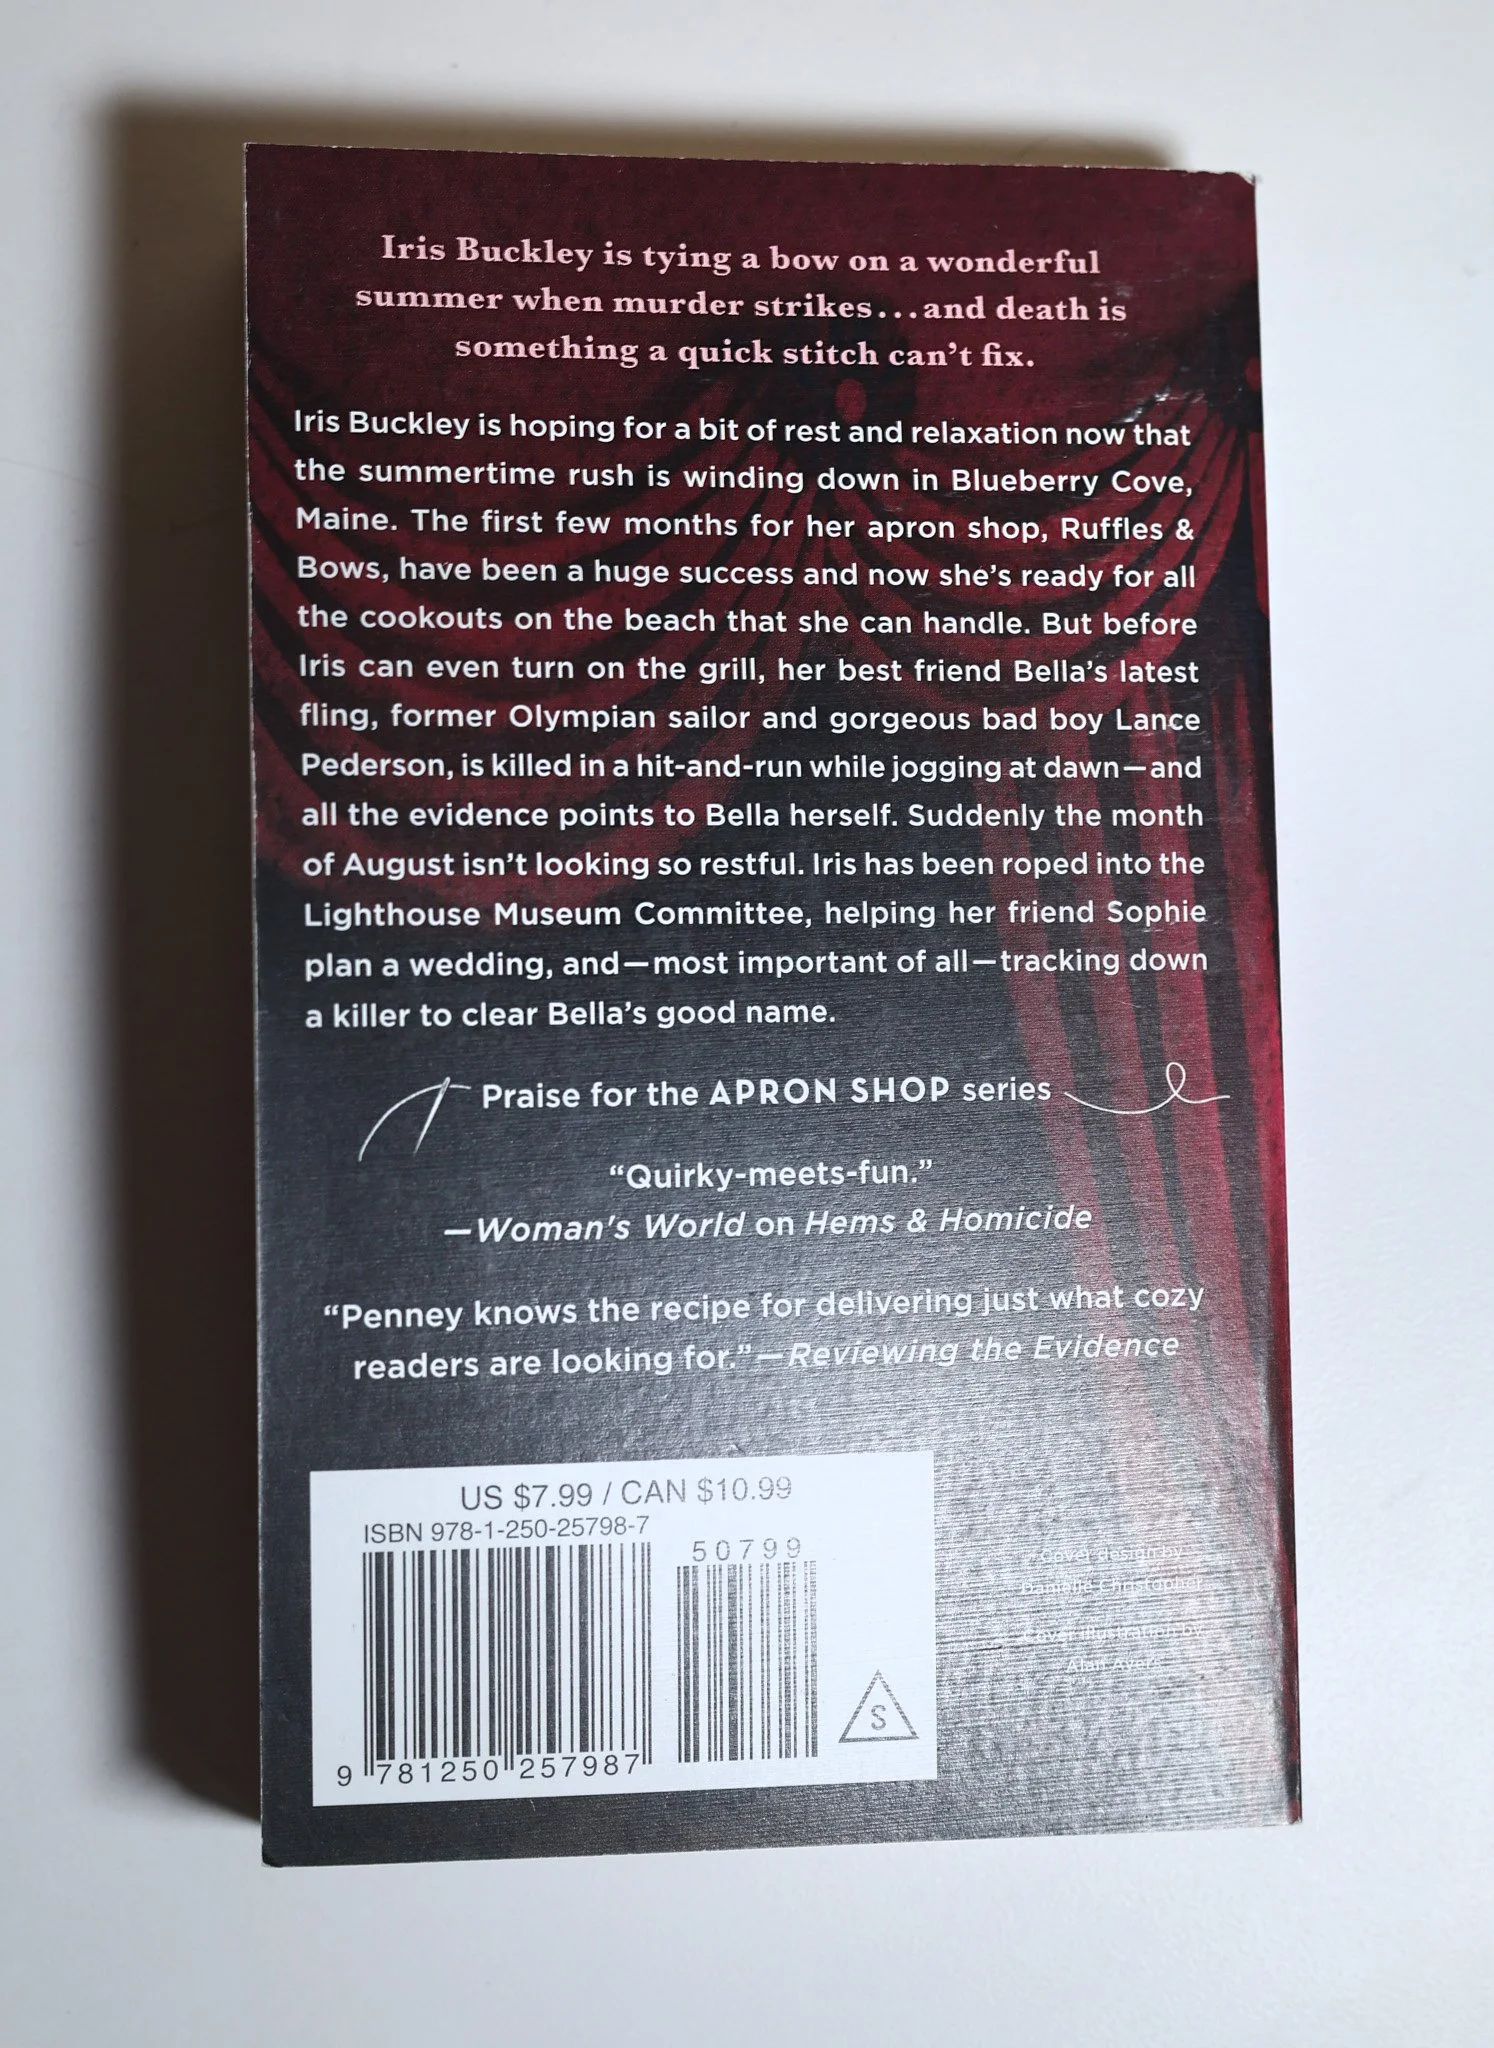 Iris Buckley is tying a bow on a wonderful
summer when murder strikes...and death is
something a quick stitch can't fix.
Iris Buckley is hoping for a bit of rest and relaxation now that
the summertime rush is winding down in Blueberry Cove,
Maine. The first few months for her apron shop, Ruffles &
Bows, have been a huge success and now she's ready for all
the cookouts on the beach that she can handle. But before
Iris can even turn on the grill, her best friend Bella's latest
fling, former Olympian sailor and gorgeous bad boy Lance
Pederson, is killed in a hit-and-run while jogging at dawn—and
all the evidence points to Bella herself. Suddenly the month
of August isn't looking so restful. Iris has been roped into the
Lighthouse Museum Committee, helping her friend Sophie
plan a wedding, and—most important of all—tracking down
a killer to clear Bella's good name.
Praise for the APRON SHOP series
“Quirky-meets-fun.”
—Woman's World on Hems & Homicide
“Penney knows the recipe for delivering just what cozy
readers are looking for.”—Reviewing the Evidence
US $7.99 / CAN $10.99
ISBN 978-1-250-25798-7
50799
9 781250 257987
S
Cover design by
Danielle Christopher
Cover illustration by
Alan Ayers